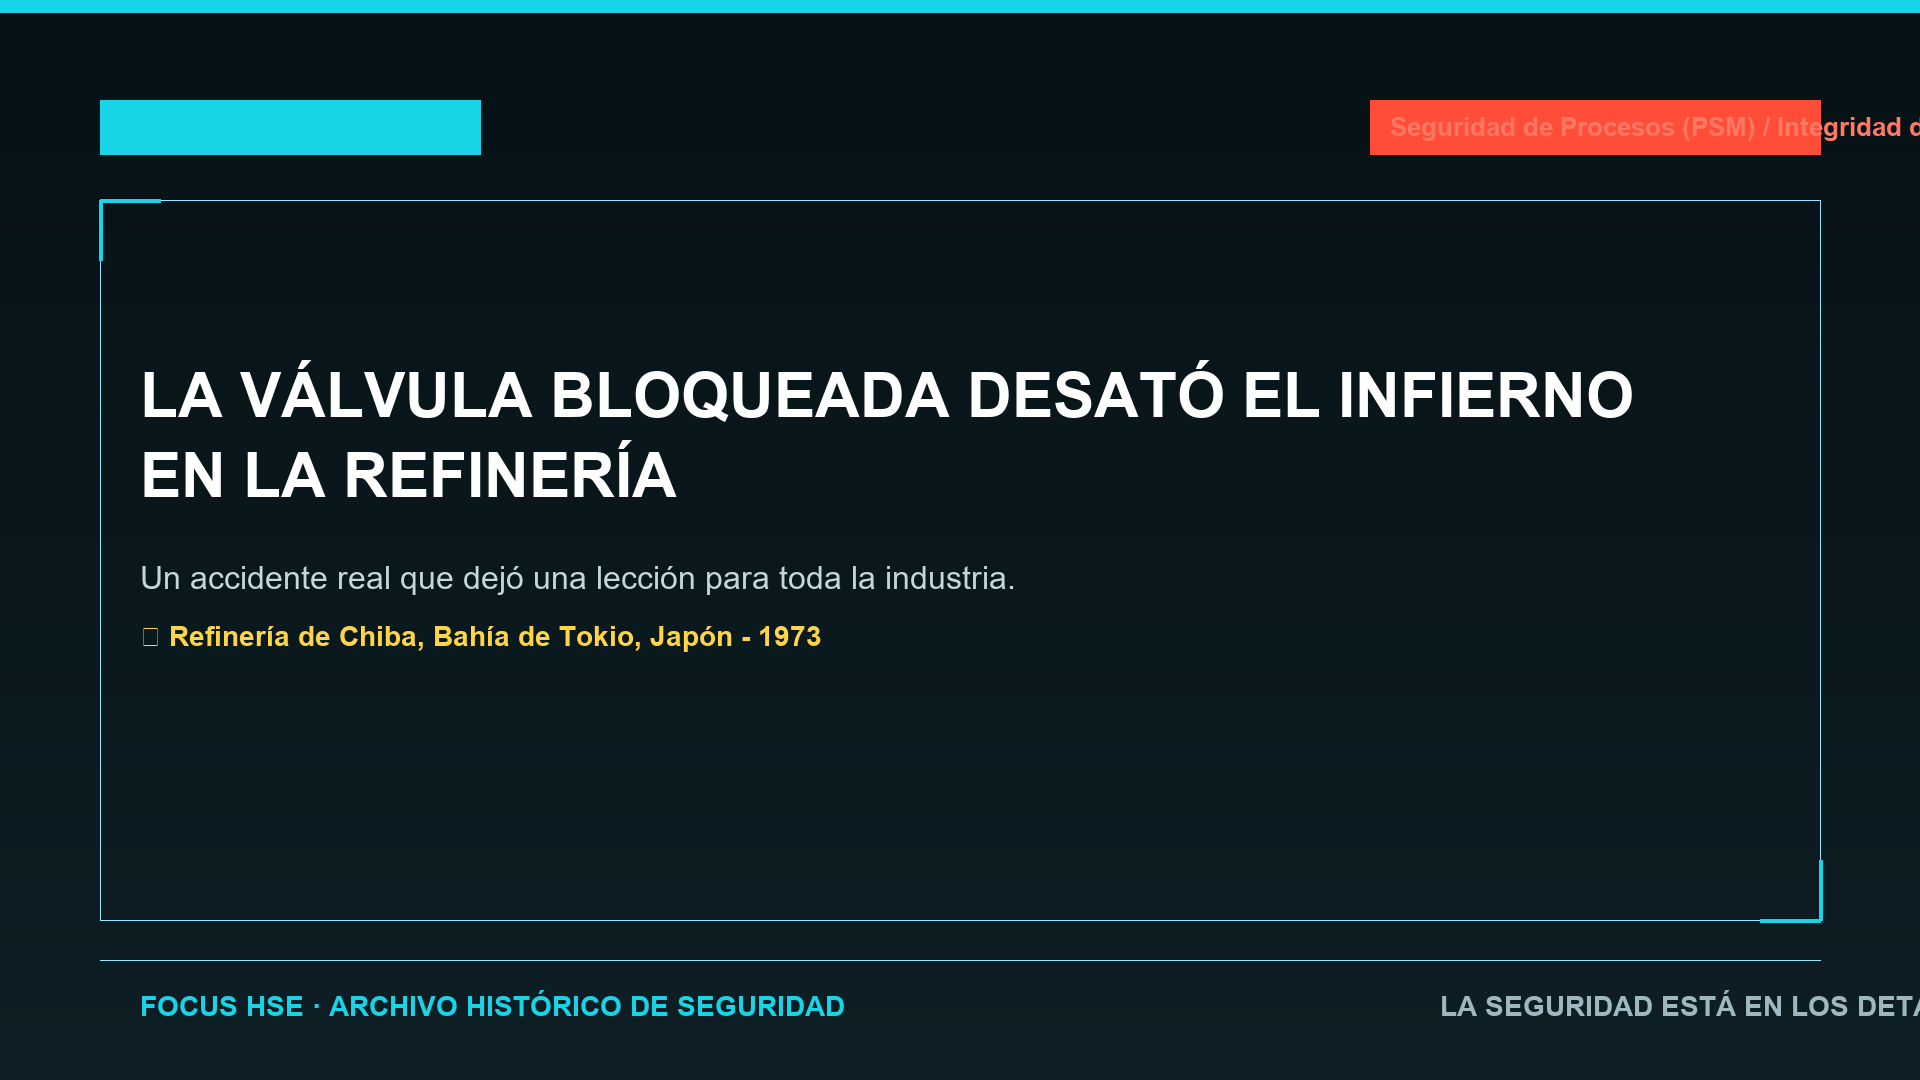 Seguridad de Procesos (PSM) / Integridad
LA VÁLVULA BLOQUEADA DESATÓ EL INFIERNO
EN LA REFINERÍA
Un accidente real que dejó una lección para toda la industria.
Refinería de Chiba, Bahía de Tokio, Japón - 1973
FOCUS HSE · ARCHIVO HISTÓRICO DE SEGURIDAD
LA SEGURIDAD ESTÁ EN LOS